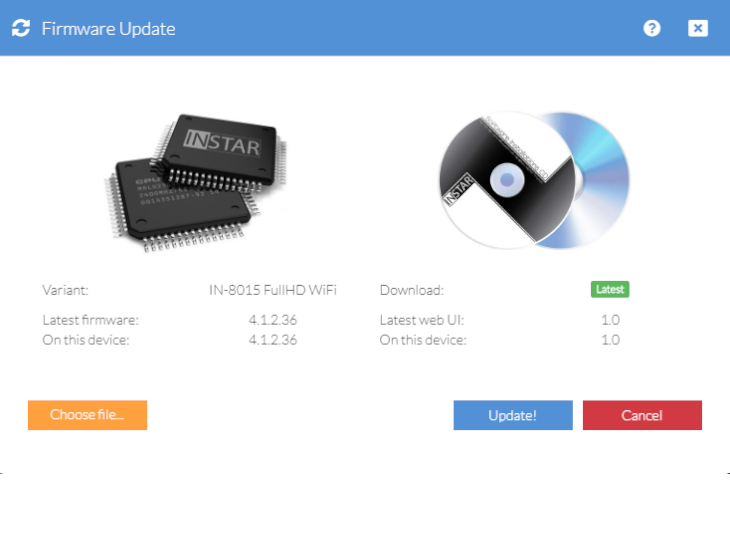 Firmware Update
INSTAR
INSTAR
Variant:
IN-8015 FullHD WiFi
Latest firmware:
4.1.2.36
On this device:
4.1.2.36
Download:
Latest
Latest web UI:
1.0
On this device:
1.0
Choose file...
Update!
Cancel